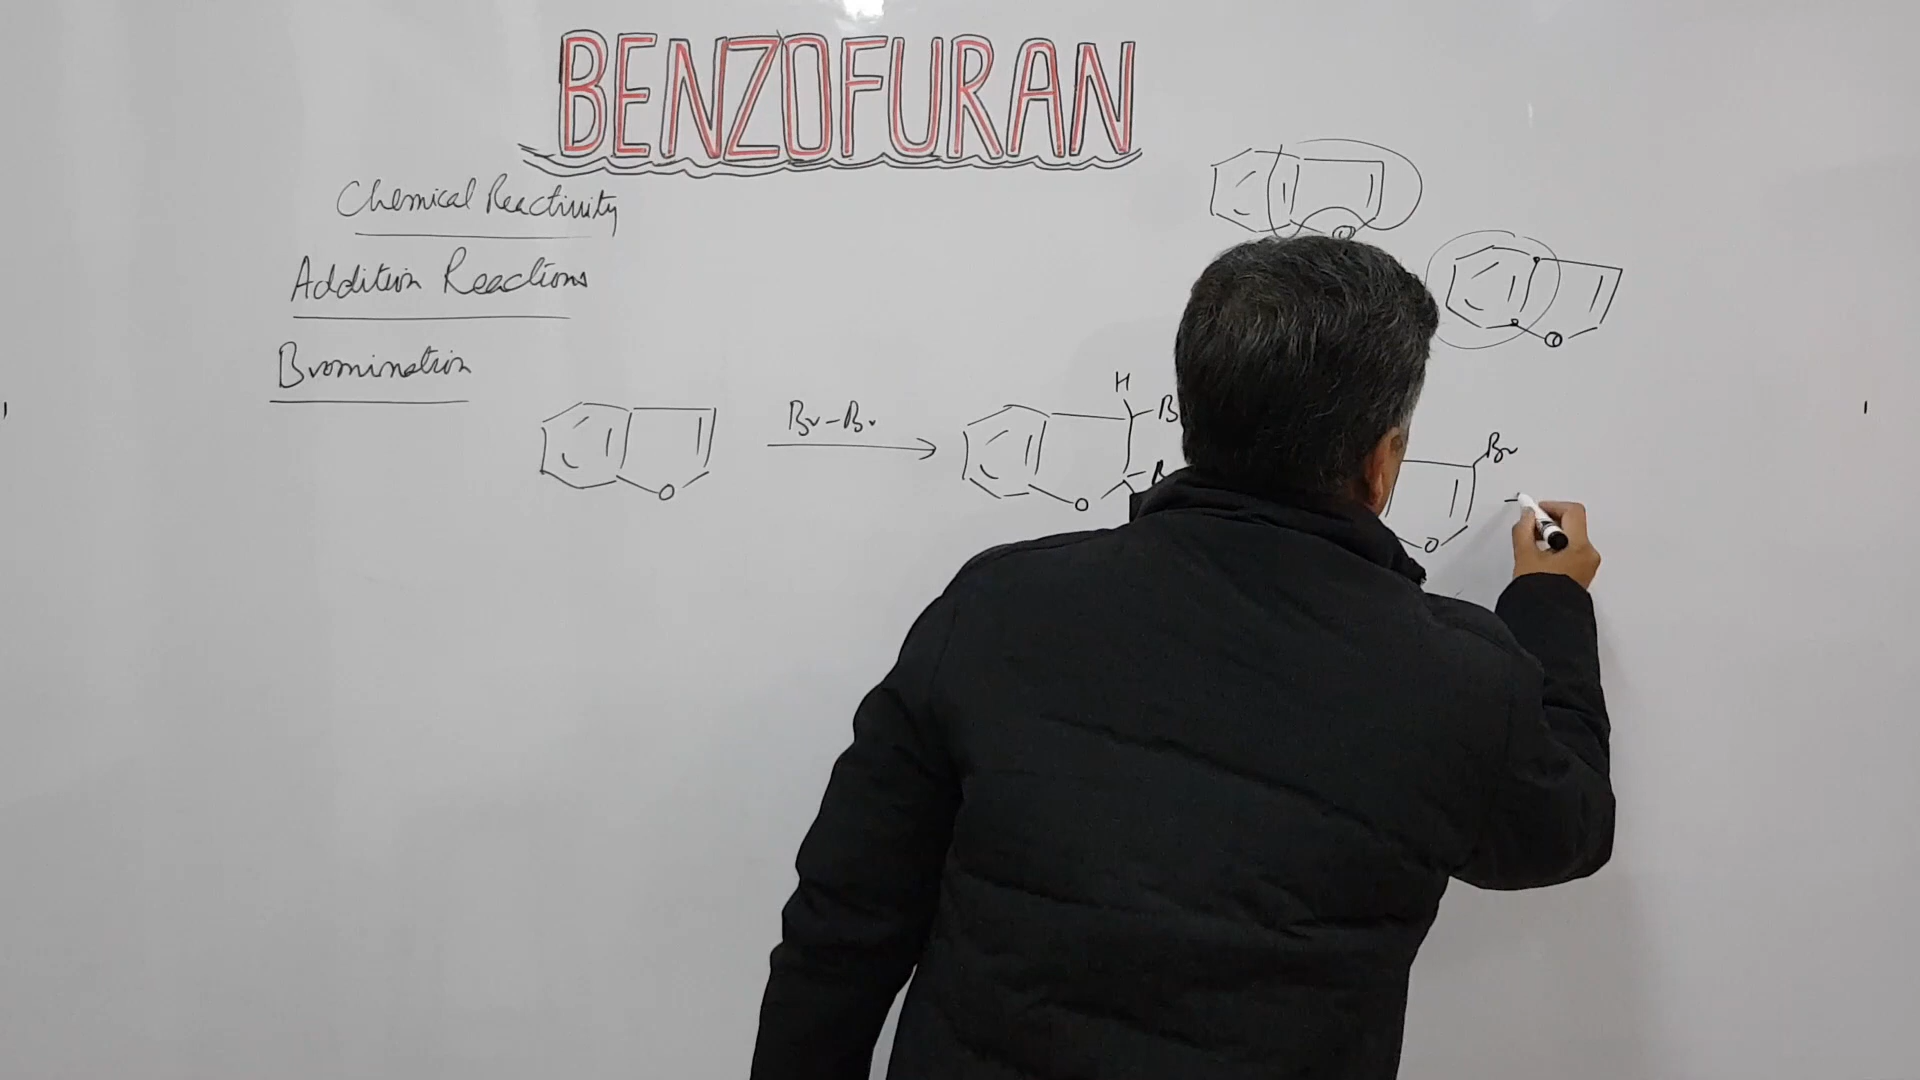 BENZOFURAN
Chemical Reactivity
Addition Reactions
Bromination
Br-Br
H
B
B
Br
O
O
O
O
O